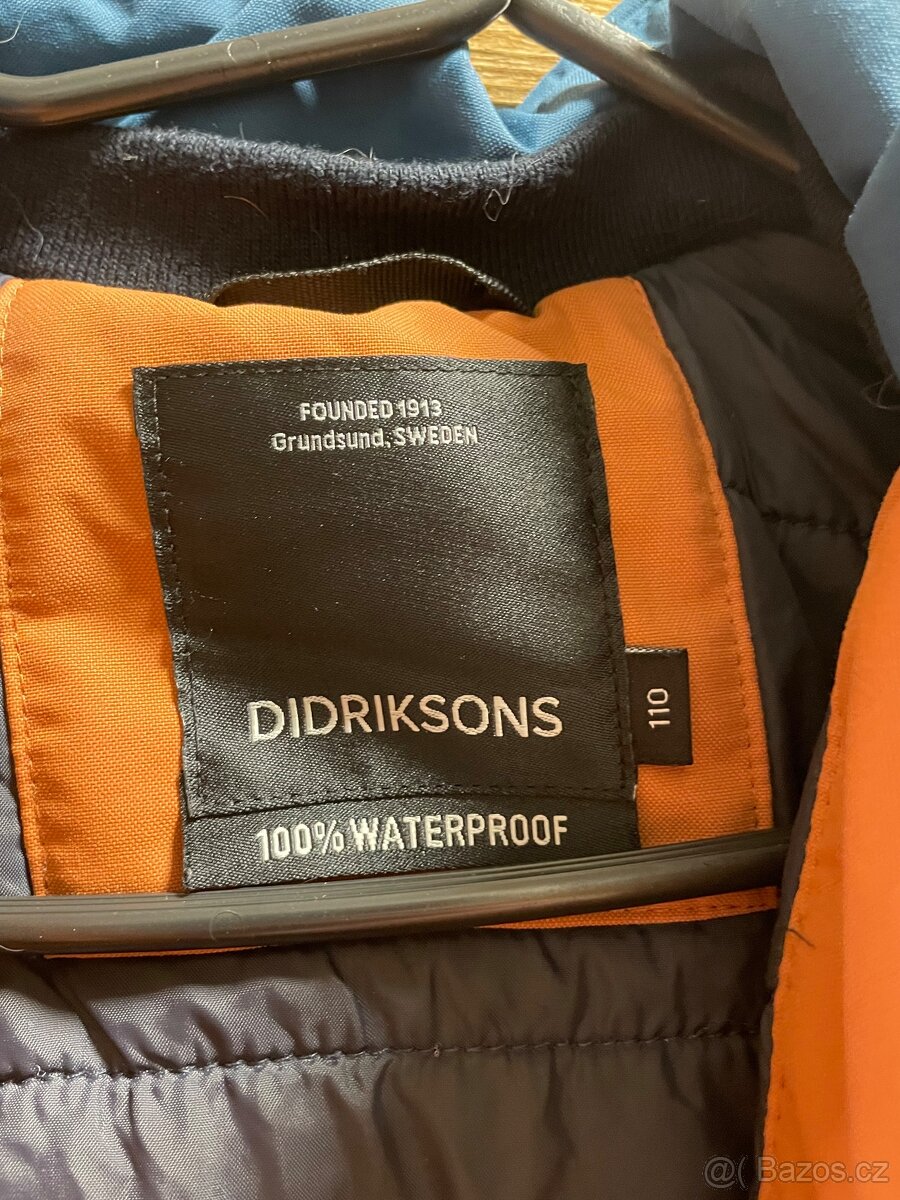 FOUNDED 1913
Grundsund, SWEDEN
DIDRIKSONS
110
100% WATERPROOF
@( Bazos.cz